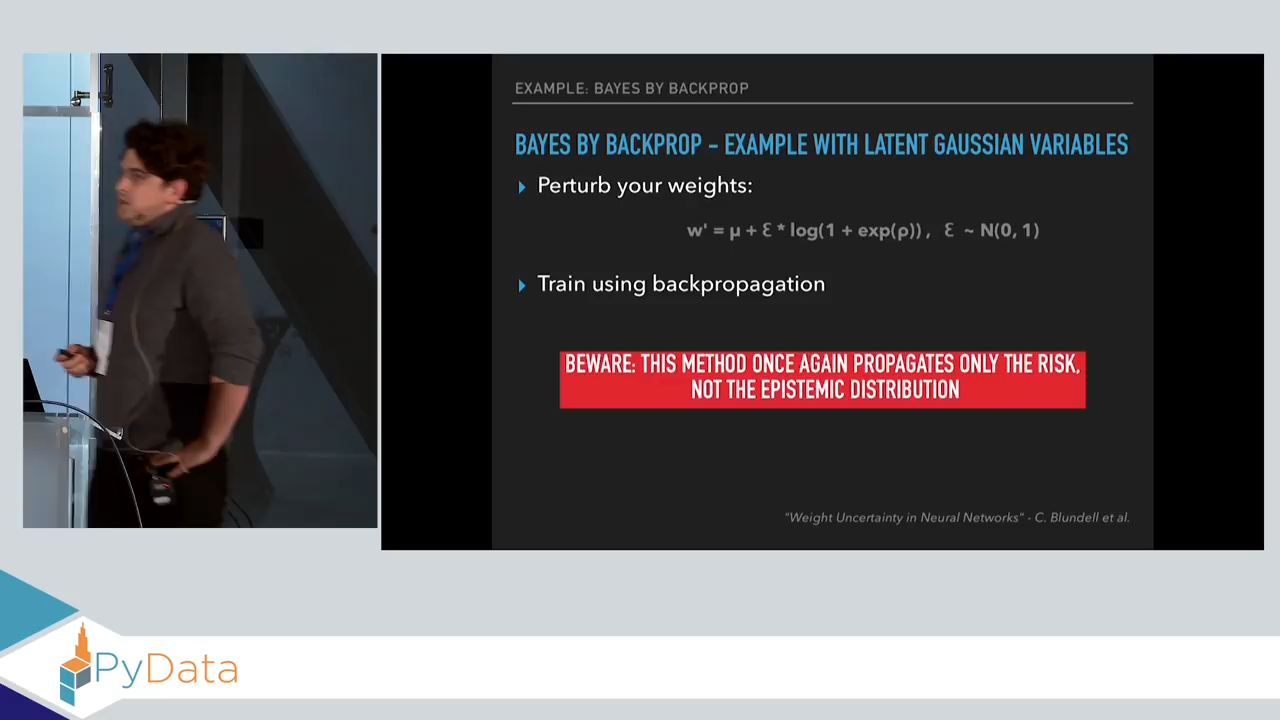 EXAMPLE: BAYES BY BACKPROP
BAYES BY BACKPROP – EXAMPLE WITH LATENT GAUSSIAN VARIABLES
Perturb your weights:
w' = μ + Ɛ * log(1 + exp(ρ)) , Ɛ ~ N(0, 1)
Train using backpropagation
BEWARE: THIS METHOD ONCE AGAIN PROPAGATES ONLY THE RISK,
NOT THE EPISTEMIC DISTRIBUTION
"Weight Uncertainty in Neural Networks" - C. Blundell et al.
PyData